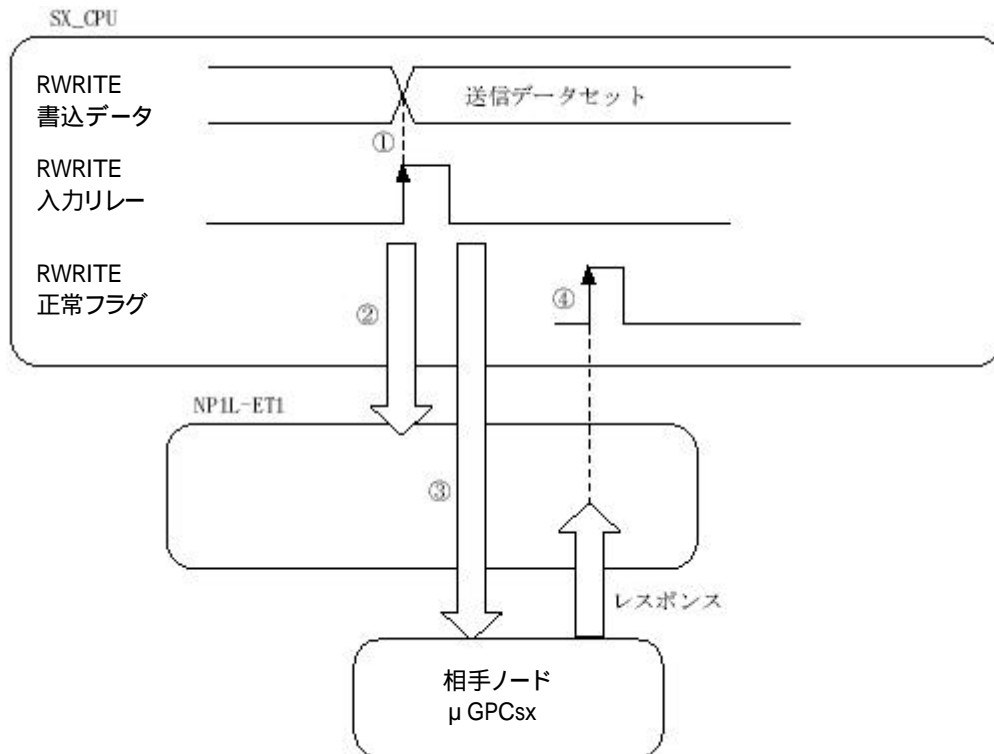 SX_CPU
RWRITE
書込データ
送信データセット
①
RWRITE
入力リレー
RWRITE
正常フラグ
②
④
NP1L-ET1
③
レスポンス
相手ノード
μ GPCsx